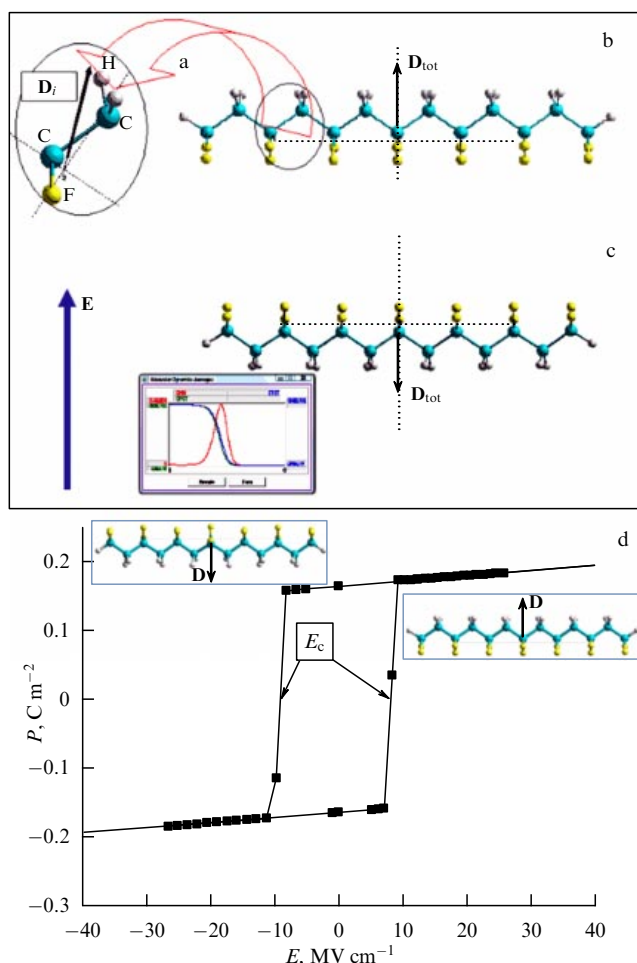 a
b
H
D_i
D_tot
C
C
F
c
E
D_tot
d
D
D
E_c
P, C m⁻²
0.2
0.1
0
−0.1
−0.2
−0.3
−40
−30
−20
−10
0
10
20
30
40
E, MV cm⁻¹